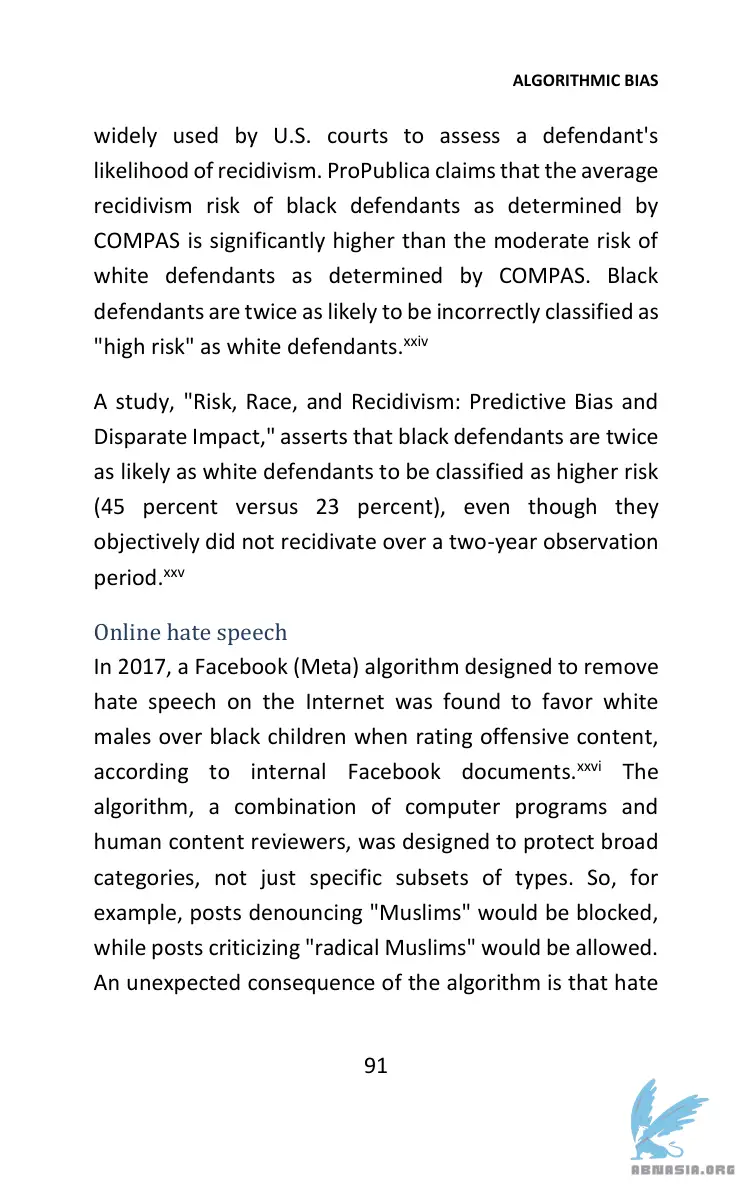 ALGORITHMIC BIAS
widely used by U.S. courts to assess a defendant's
likelihood of recidivism. ProPublica claims that the average
recidivism risk of black defendants as determined by
COMPAS is significantly higher than the moderate risk of
white defendants as determined by COMPAS. Black
defendants are twice as likely to be incorrectly classified as
"high risk" as white defendants.xxiv
A study, "Risk, Race, and Recidivism: Predictive Bias and
Disparate Impact," asserts that black defendants are twice
as likely as white defendants to be classified as higher risk
(45 percent versus 23 percent), even though they
objectively did not recidivate over a two-year observation
period.xxv
Online hate speech
In 2017, a Facebook (Meta) algorithm designed to remove
hate speech on the Internet was found to favor white
males over black children when rating offensive content,
according to internal Facebook documents.xxvi The
algorithm, a combination of computer programs and
human content reviewers, was designed to protect broad
categories, not just specific subsets of types. So, for
example, posts denouncing "Muslims" would be blocked,
while posts criticizing "radical Muslims" would be allowed.
An unexpected consequence of the algorithm is that hate
91
ABNASIA.ORG